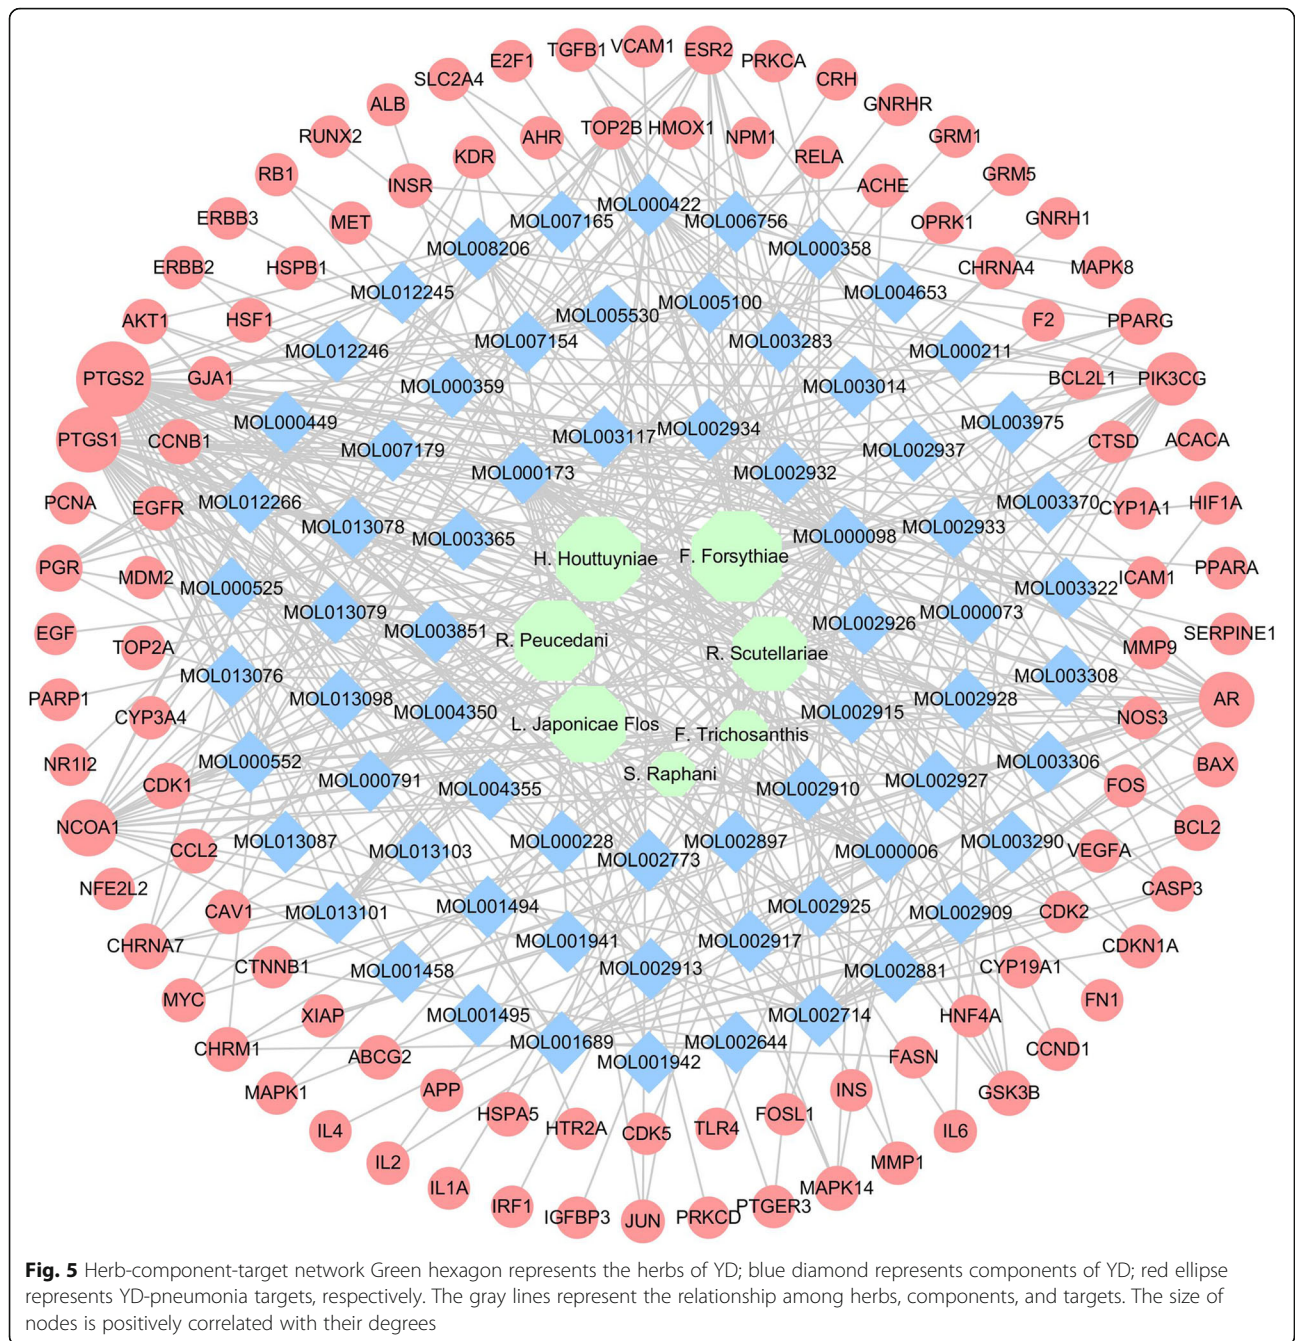 TGFB1 VCAM1 ESR2
E2F1 PRKCA
SLC2A4 CRH
ALB GNRHR
RUNX2 AHR TOP2B HMOX1 NPM1 GRM1
KDR RELA
RB1 INSR ACHE GRM5
MOL000422
ERBB3 MET MOL007165 MOL006756 OPRK1 GNRH1
MOL008206 MOL000358
ERBB2 HSPB1 CHRNA4 MAPK8
MOL012245 MOL005530 MOL005100 MOL004653
AKT1 HSF1 F2 PPARG
MOL012246 MOL007154 MOL003283 MOL000211
PTGS2 GJA1 MOL000359 MOL003014 BCL2L1 PIK3CG
MOL000449 MOL003117 MOL002934 MOL003975
PTGS1 CCNB1 MOL007179 MOL002937 CTSD ACACA
MOL000173 MOL002932
PCNA EGFR MOL012266 MOL003370 CYP1A1 HIF1A
MOL013078 MOL003365 MOL000098 MOL002933
H. Houttuyniae F. Forsythiae
PGR MDM2 MOL000525 MOL003322 ICAM1 PPARA
MOL013079 MOL002926 MOL000073
EGF TOP2A MOL003851 R. Peucedani R. Scutellariae MMP9 SERPINE1
MOL013076 MOL003308
PARP1 CYP3A4 MOL013098 MOL004350 MOL002915 MOL002928 NOS3 AR
L. Japonicae Flos F. Trichosanthis
NR1I2 CDK1 MOL000552 MOL000791 S. Raphani MOL002927 MOL003306 FOS BAX
MOL004355 MOL002910
NCOA1 CCL2 MOL013087 MOL013103 MOL000228 MOL002773 MOL002897 MOL000006 MOL003290 VEGFA BCL2
NFE2L2 CAV1 MOL013101 MOL001494 MOL002925 MOL002909 CDK2 CASP3
CHRNA7 MOL001941 MOL002917 CDKN1A
CTNNB1 MOL001458 MOL002913 MOL002881 CYP19A1
MYC XIAP MOL001495 MOL002714 HNF4A FN1
CHRM1 ABCG2 MOL001689 MOL001942 MOL002644 FASN CCND1
MAPK1 APP INS GSK3B
IL4 HSPA5 HTR2A CDK5 TLR4 FOSL1 IL6
IL2 MMP1
IL1A IRF1 IGFBP3 JUN PRKCD PTGER3 MAPK14
Fig. 5 Herb-component-target network Green hexagon represents the herbs of YD; blue diamond represents components of YD; red ellipse
represents YD-pneumonia targets, respectively. The gray lines represent the relationship among herbs, components, and targets. The size of
nodes is positively correlated with their degrees